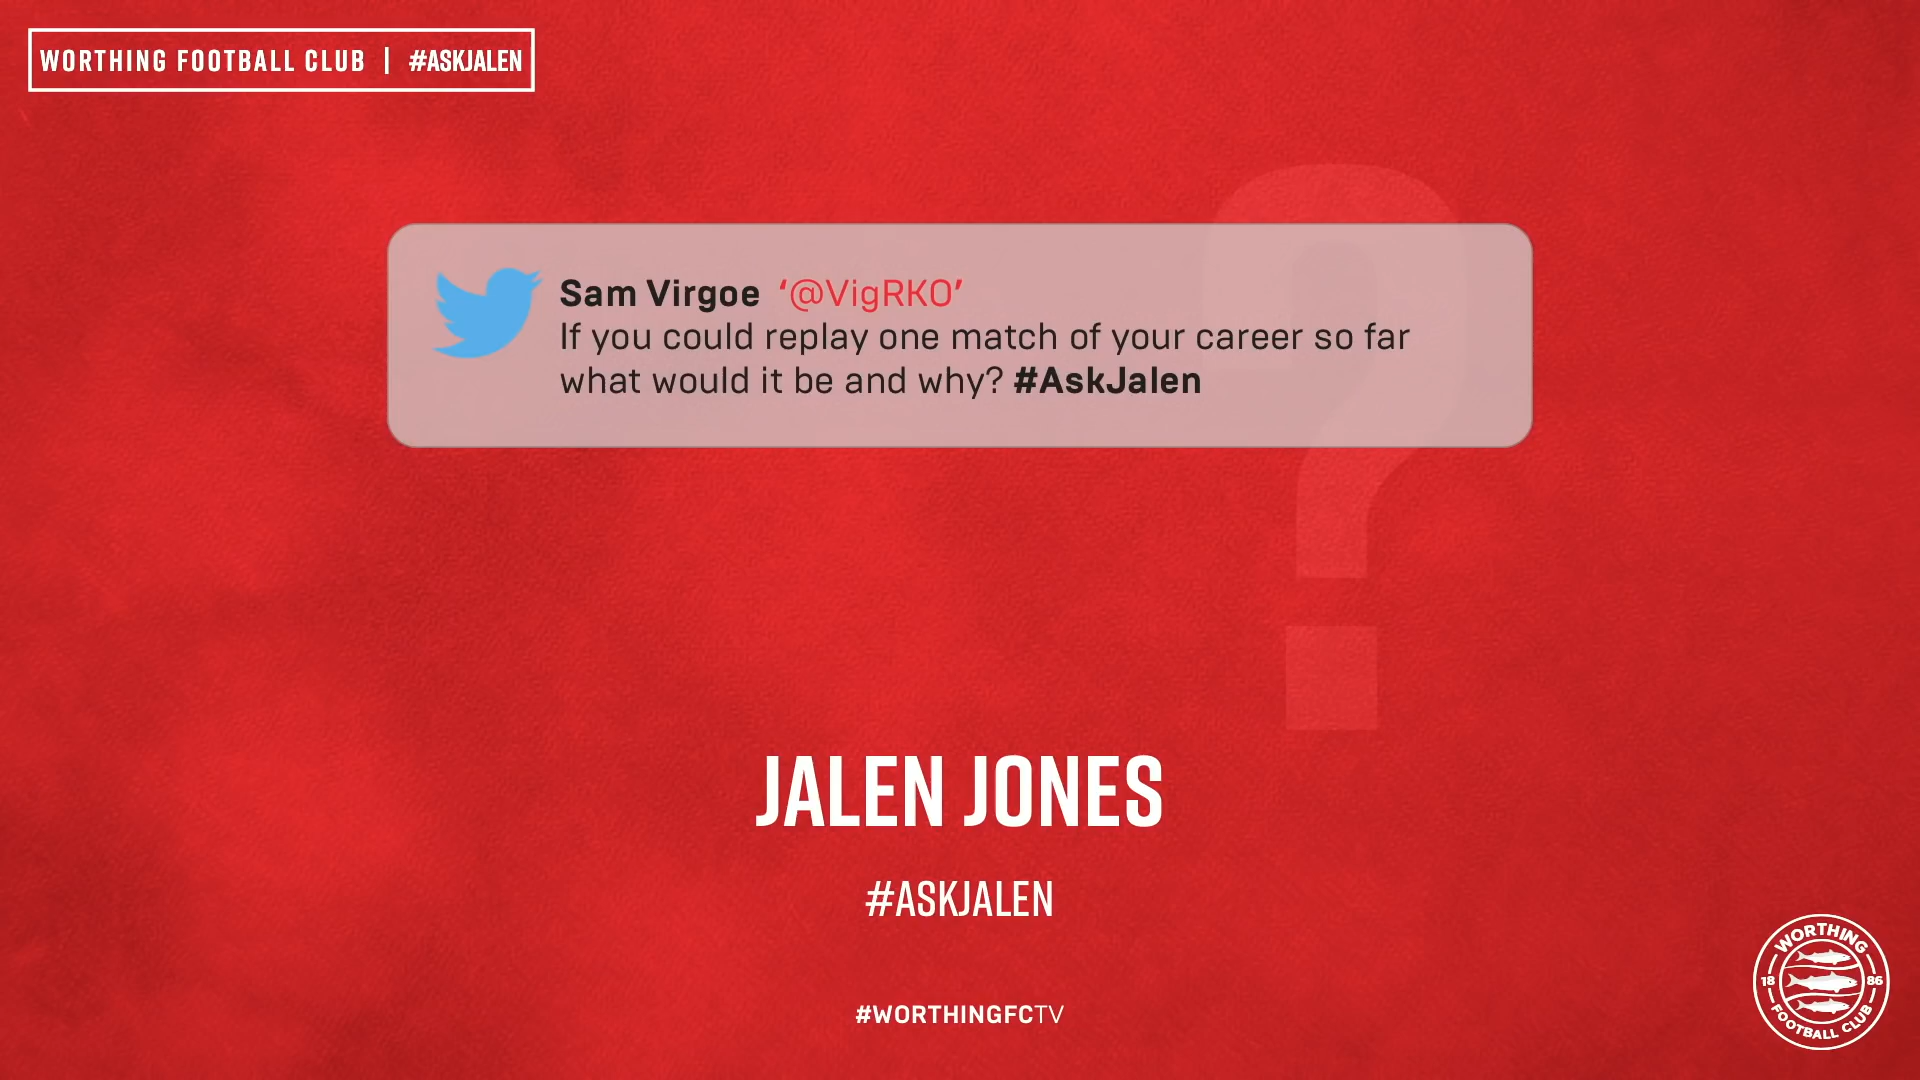 WORTHING FOOTBALL CLUB | #ASKJALEN
Sam Virgoe ‘@VigRKO’
If you could replay one match of your career so far
what would it be and why? #AskJalen
?
JALEN JONES
#ASKJALEN
#WORTHINGFCTV
WORTHING
18 86
FOOTBALL CLUB